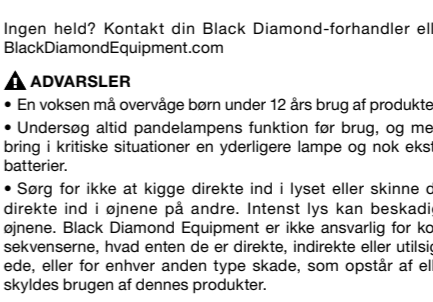 Ingen held? Kontakt din Black Diamond-forhandler ell
BlackDiamondEquipment.com
ADVARSLER
• En voksen må overvåge børn under 12 års brug af produkte
• Undersøg altid pandelampens funktion før brug, og me
bring i kritiske situationer en yderligere lampe og nok ekst
batterier.
• Sørg for ikke at kigge direkte ind i lyset eller skinne d
direkte ind i øjnene på andre. Intenst lys kan beskadig
øjnene. Black Diamond Equipment er ikke ansvarlig for ko
sekvenserne, hvad enten de er direkte, indirekte eller utilsig
ede, eller for enhver anden type skade, som opstår af ell
skyldes brugen af dennes produkter.